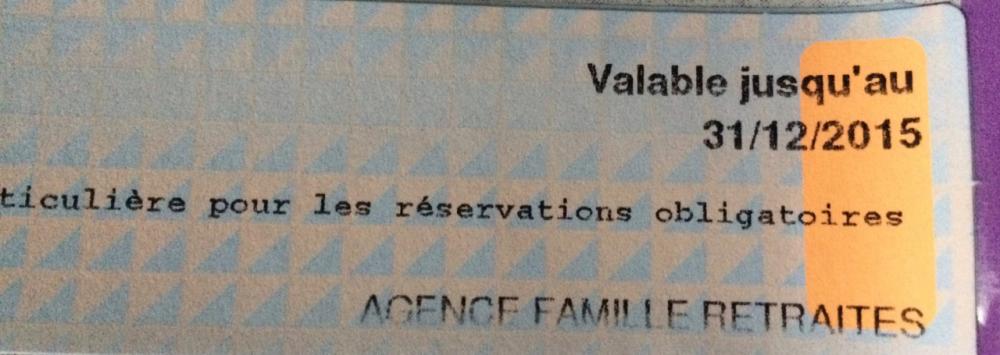 Valable jusqu'au
31/12/2015
ticulière pour les réservations obligatoires
AGENCE FAMILLE RETRAITES